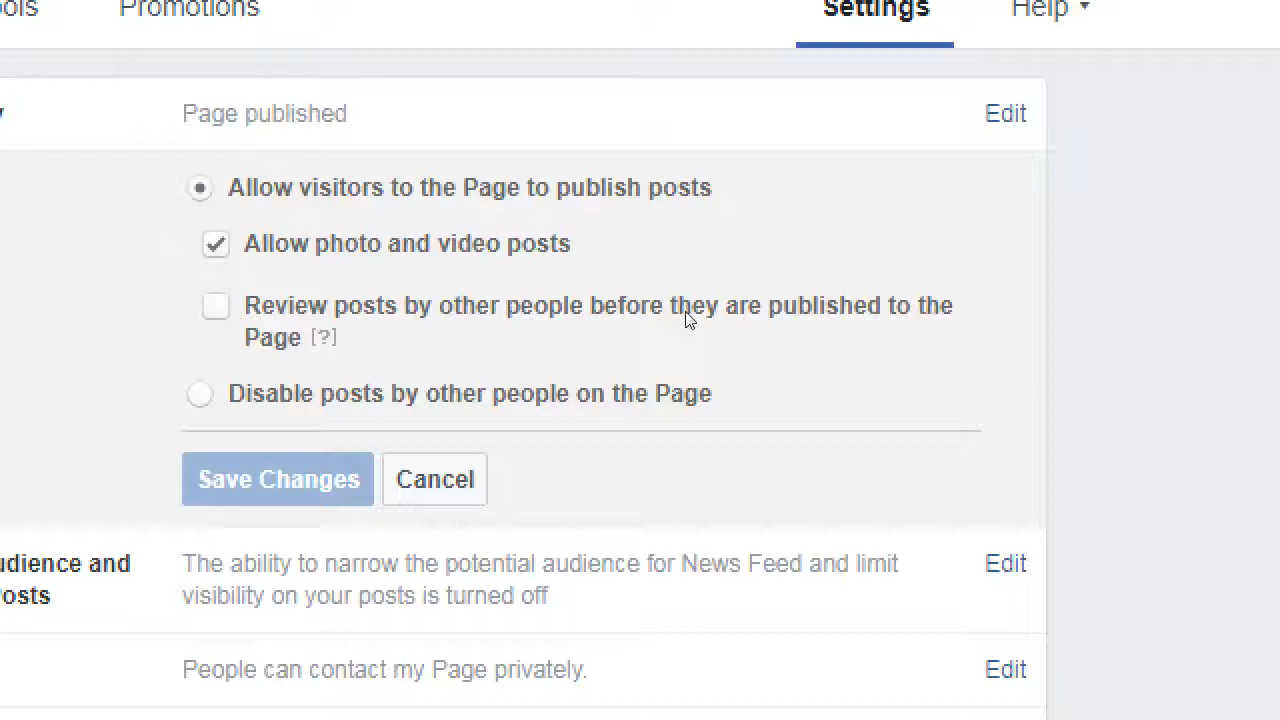 ols Promotions Settings Help
y Page published Edit
Allow visitors to the Page to publish posts
Allow photo and video posts
Review posts by other people before they are published to the
Page [?]
Disable posts by other people on the Page
Save Changes Cancel
udience and The ability to narrow the potential audience for News Feed and limit Edit
osts visibility on your posts is turned off
People can contact my Page privately. Edit